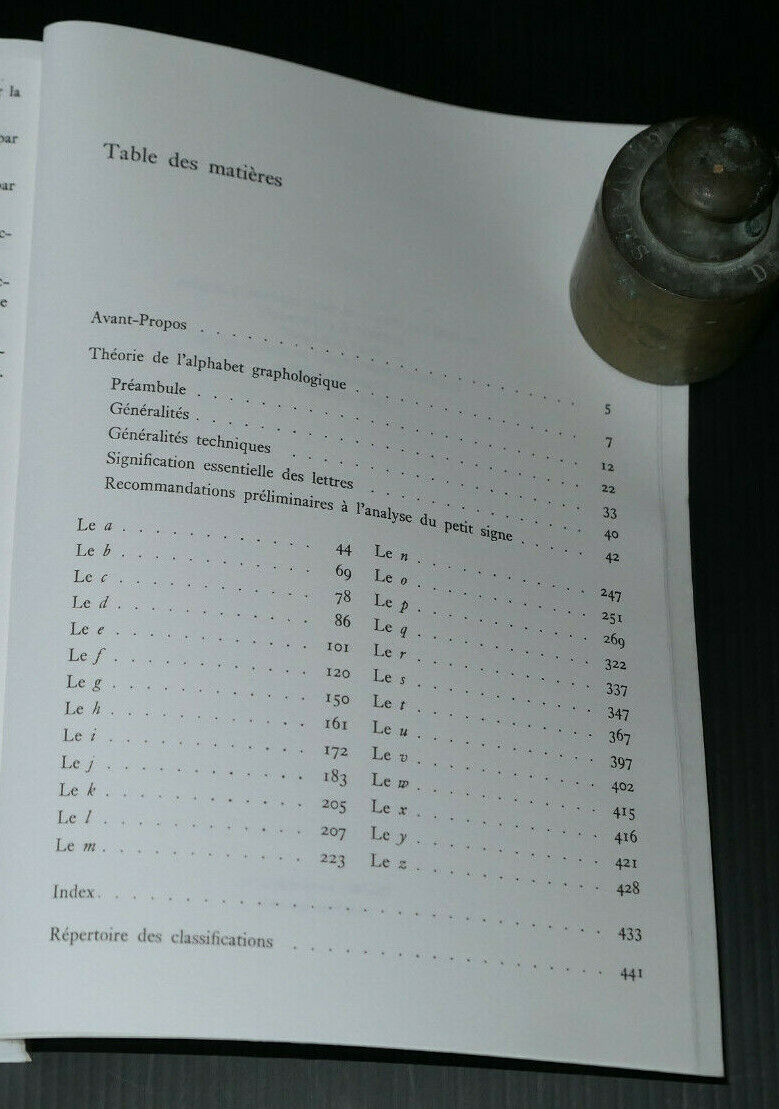 la
par
Table des matières
Avant-Propos . . . . . 5
Théorie de l'alphabet graphologique . . . . . 7
Préambule . . . . . 12
Généralités . . . . . 22
Généralités techniques . . . . . 33
Signification essentielle des lettres . . . . . 40
Recommandations préliminaires à l'analyse du petit signe . . . . . 42
Le a . . . . . 44
Le b . . . . . 69
Le c . . . . . 78
Le d . . . . . 86
Le e . . . . . 101
Le f . . . . . 120
Le g . . . . . 150
Le h . . . . . 161
Le i . . . . . 172
Le j . . . . . 183
Le k . . . . . 205
Le l . . . . . 207
Le m . . . . . 223
Le n . . . . . 247
Le o . . . . . 251
Le p . . . . . 269
Le q . . . . . 322
Le r . . . . . 337
Le s . . . . . 347
Le t . . . . . 367
Le u . . . . . 397
Le v . . . . . 402
Le w . . . . . 415
Le x . . . . . 416
Le y . . . . . 421
Le z . . . . . 428
Index . . . . . 433
Répertoire des classifications . . . . . 441